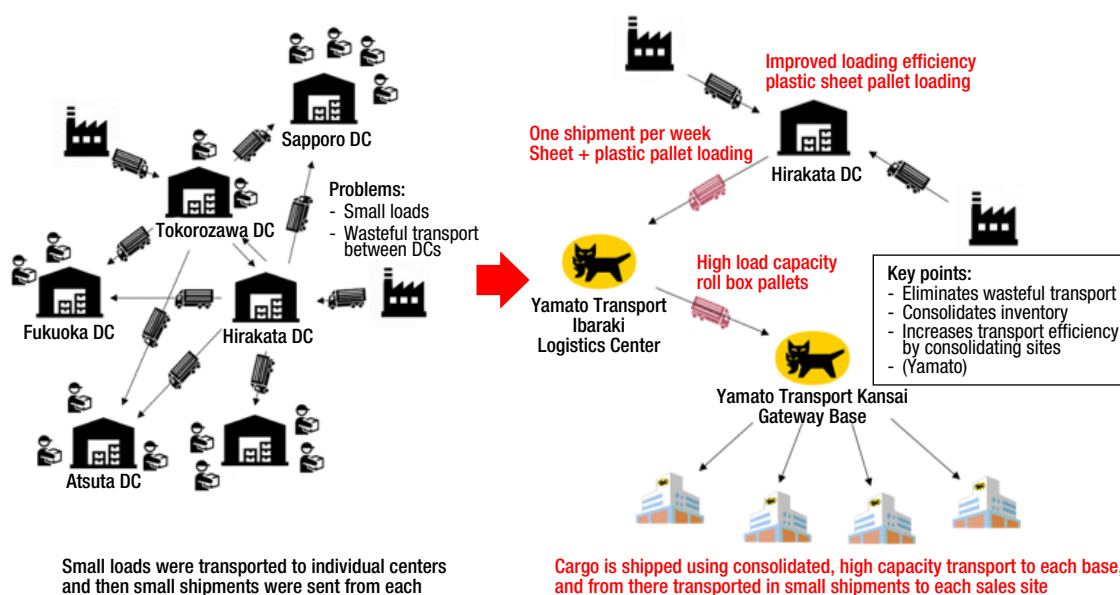 Sapporo DC
Tokorozawa DC
Problems:
- Small loads
- Wasteful transport
between DCs
Fukuoka DC
Hirakata DC
Atsuta DC
Small loads were transported to individual centers
and then small shipments were sent from each
Improved loading efficiency
plastic sheet pallet loading
One shipment per week
Sheet + plastic pallet loading
Hirakata DC
High load capacity
roll box pallets
Yamato Transport
Ibaraki
Logistics Center
Key points:
- Eliminates wasteful transport
- Consolidates inventory
- Increases transport efficiency
by consolidating sites
- (Yamato)
Yamato Transport Kansai
Gateway Base
Cargo is shipped using consolidated, high capacity transport to each base,
and from there transported in small shipments to each sales site